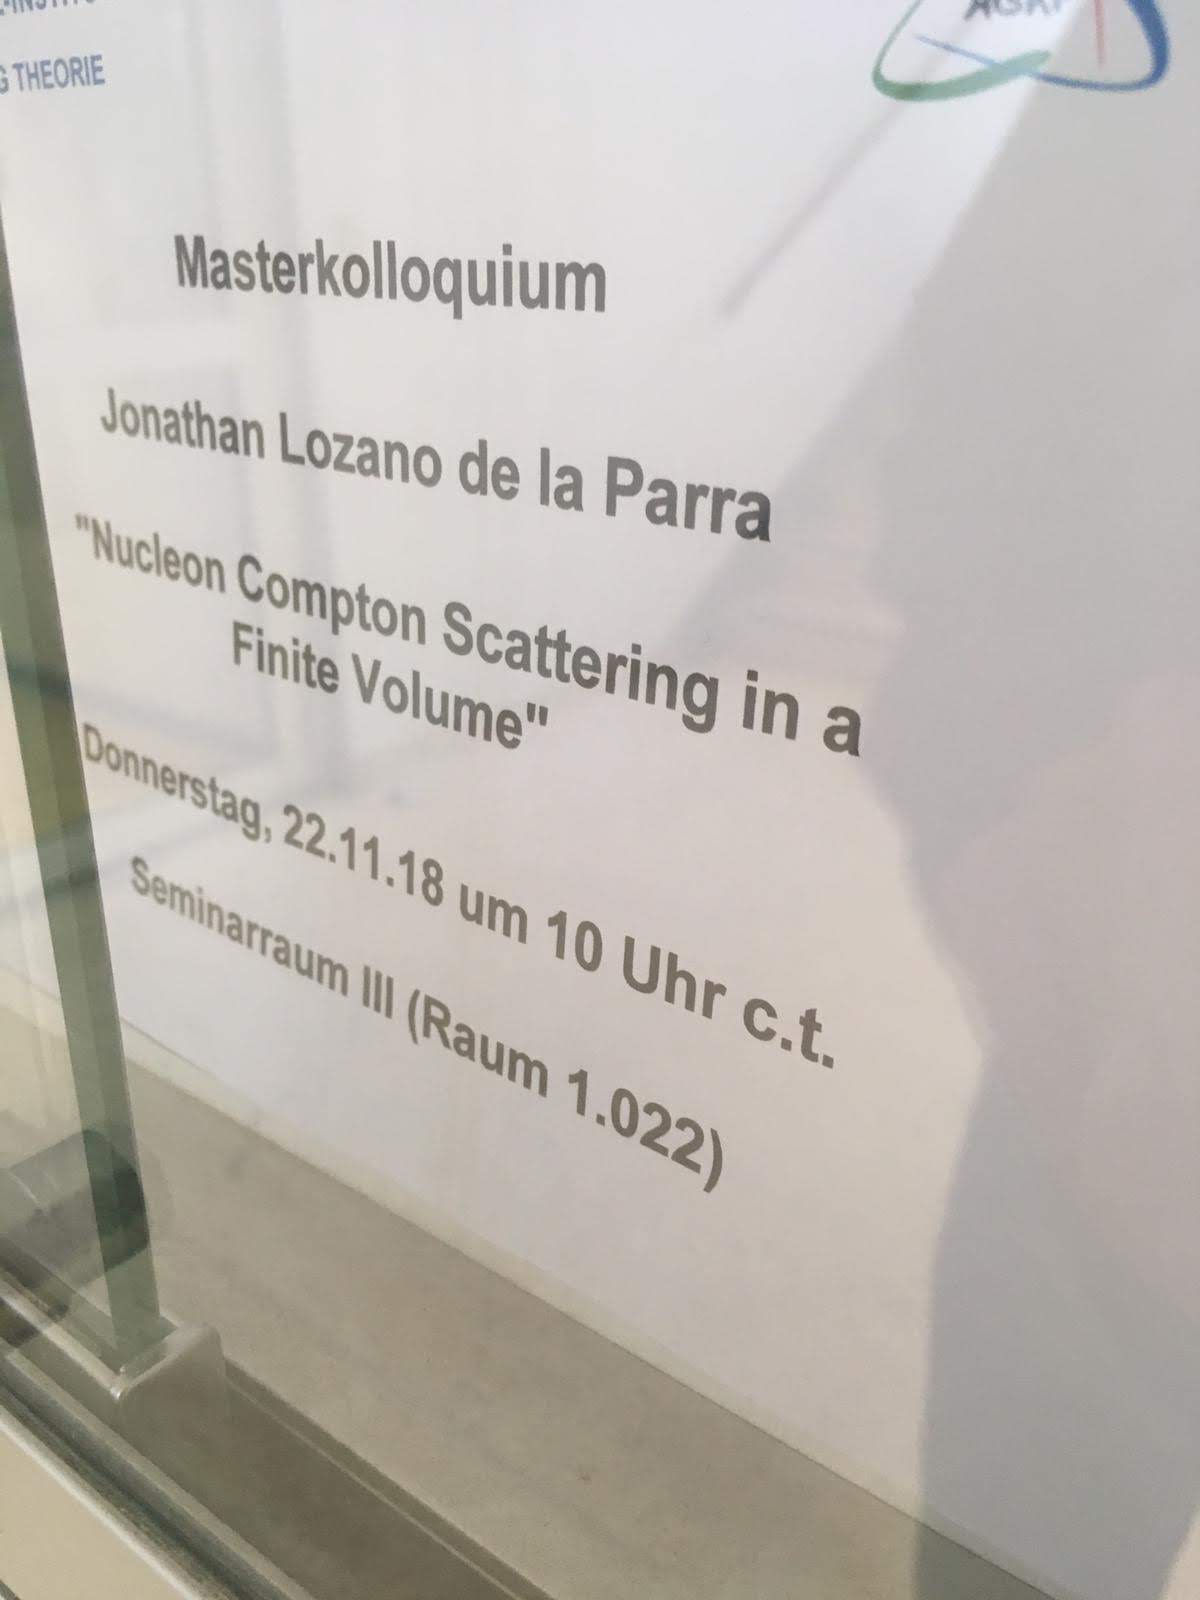 THEORIE
Masterkolloquium
Jonathan Lozano de la Parra
"Nucleon Compton Scattering in a
Finite Volume"
Donnerstag, 22.11.18 um 10 Uhr c.t.
Seminarraum III (Raum 1.022)